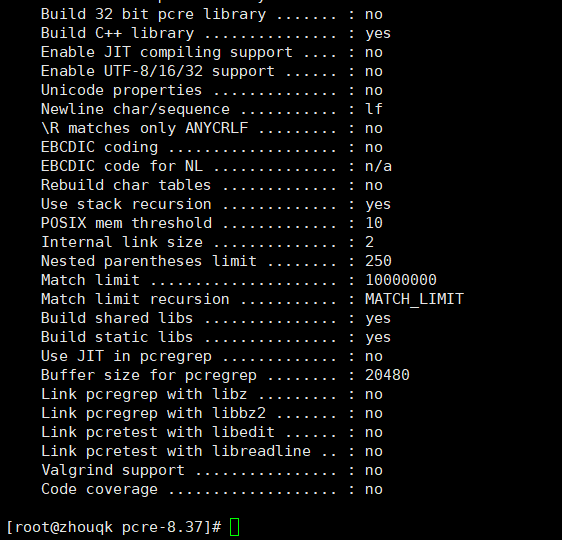 Build 32 bit pcre library ....... : no
Build C++ library ............... : yes
Enable JIT compiling support .... : no
Enable UTF-8/16/32 support ...... : no
Unicode properties .............. : no
Newline char/sequence ........... : lf
\R matches only ANYCRLF ......... : no
EBCDIC coding ................... : no
EBCDIC code for NL .............. : n/a
Rebuild char tables ............. : no
Use stack recursion ............. : yes
POSIX mem threshold ............. : 10
Internal link size .............. : 2
Nested parentheses limit ........ : 250
Match limit ..................... : 10000000
Match limit recursion ........... : MATCH_LIMIT
Build shared libs ............... : yes
Build static libs ............... : yes
Use JIT in pcregrep ............. : no
Buffer size for pcregrep ........ : 20480
Link pcregrep with libz ......... : no
Link pcregrep with libbz2 ....... : no
Link pcretest with libedit ...... : no
Link pcretest with libreadline .. : no
Valgrind support ................ : no
Code coverage ................... : no
[root@zhouqk pcre-8.37]#